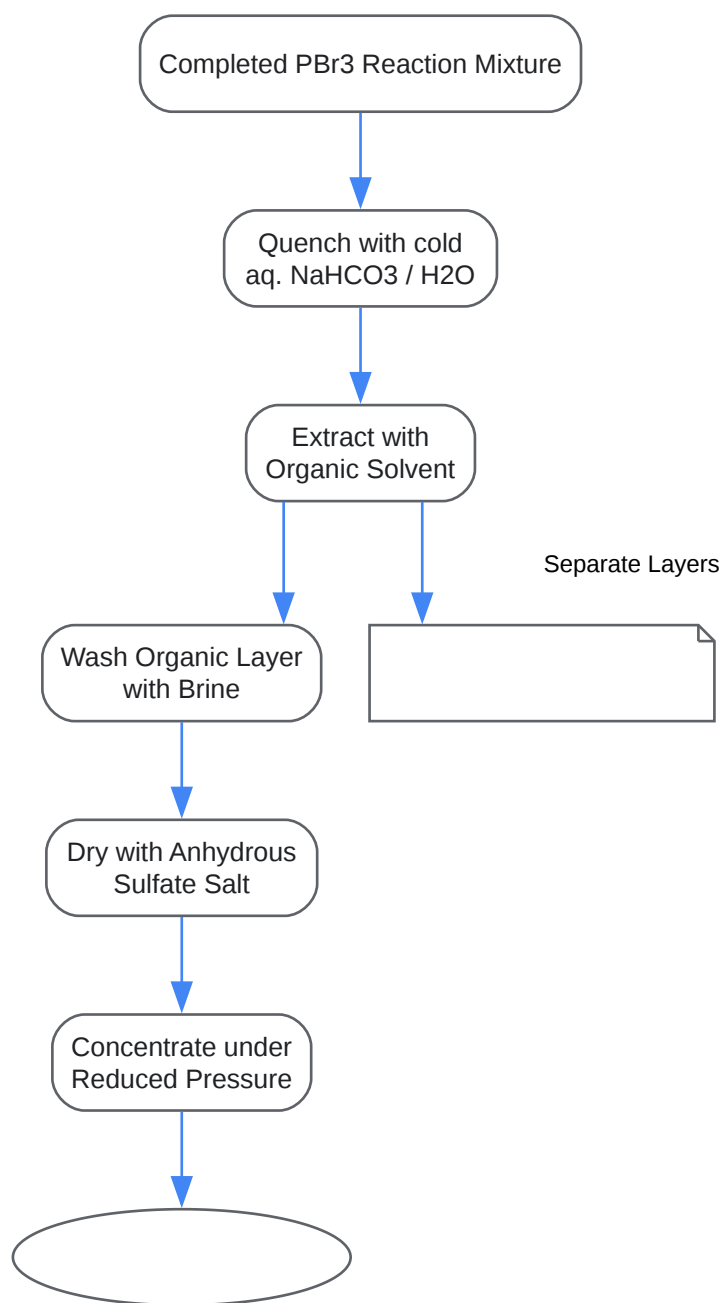 Completed PBr3 Reaction Mixture
Quench with cold
aq. NaHCO3 / H2O
Extract with
Organic Solvent
Separate Layers
Wash Organic Layer
with Brine
Dry with Anhydrous
Sulfate Salt
Concentrate under
Reduced Pressure